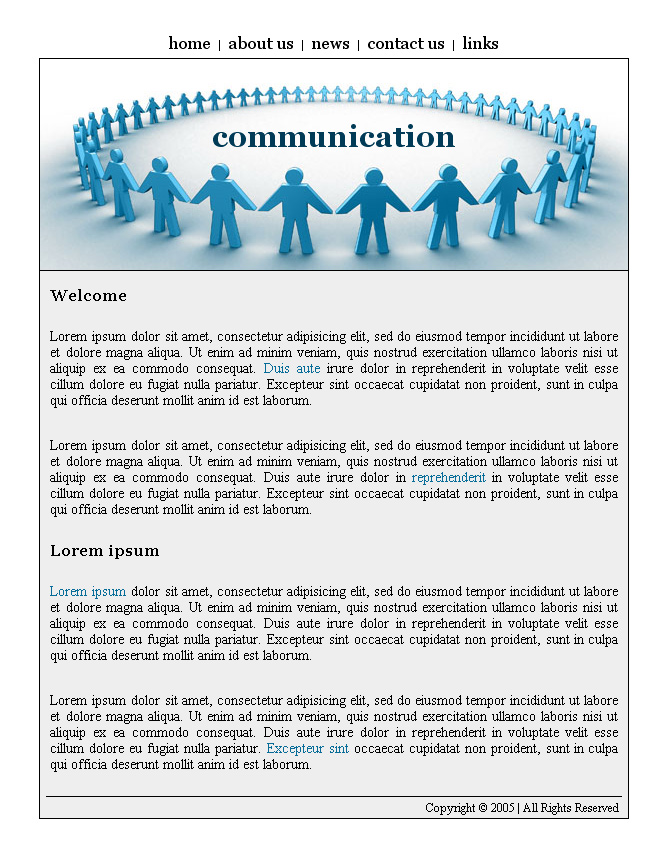 home | about us | news | contact us | links
communication
Welcome
Lorem ipsum dolor sit amet, consectetur adipisicing elit, sed do eiusmod tempor incididunt ut labore
et dolore magna aliqua. Ut enim ad minim veniam, quis nostrud exercitation ullamco laboris nisi ut
aliquip ex ea commodo consequat. Duis aute irure dolor in reprehenderit in voluptate velit esse
cillum dolore eu fugiat nulla pariatur. Excepteur sint occaecat cupidatat non proident, sunt in culpa
qui officia deserunt mollit anim id est laborum.
Lorem ipsum dolor sit amet, consectetur adipisicing elit, sed do eiusmod tempor incididunt ut labore
et dolore magna aliqua. Ut enim ad minim veniam, quis nostrud exercitation ullamco laboris nisi ut
aliquip ex ea commodo consequat. Duis aute irure dolor in reprehenderit in voluptate velit esse
cillum dolore eu fugiat nulla pariatur. Excepteur sint occaecat cupidatat non proident, sunt in culpa
qui officia deserunt mollit anim id est laborum.
Lorem ipsum
Lorem ipsum dolor sit amet, consectetur adipisicing elit, sed do eiusmod tempor incididunt ut labore
et dolore magna aliqua. Ut enim ad minim veniam, quis nostrud exercitation ullamco laboris nisi ut
aliquip ex ea commodo consequat. Duis aute irure dolor in reprehenderit in voluptate velit esse
cillum dolore eu fugiat nulla pariatur. Excepteur sint occaecat cupidatat non proident, sunt in culpa
qui officia deserunt mollit anim id est laborum.
Lorem ipsum dolor sit amet, consectetur adipisicing elit, sed do eiusmod tempor incididunt ut labore
et dolore magna aliqua. Ut enim ad minim veniam, quis nostrud exercitation ullamco laboris nisi ut
aliquip ex ea commodo consequat. Duis aute irure dolor in reprehenderit in voluptate velit esse
cillum dolore eu fugiat nulla pariatur. Excepteur sint occaecat cupidatat non proident, sunt in culpa
qui officia deserunt mollit anim id est laborum.
Copyright © 2005 | All Rights Reserved